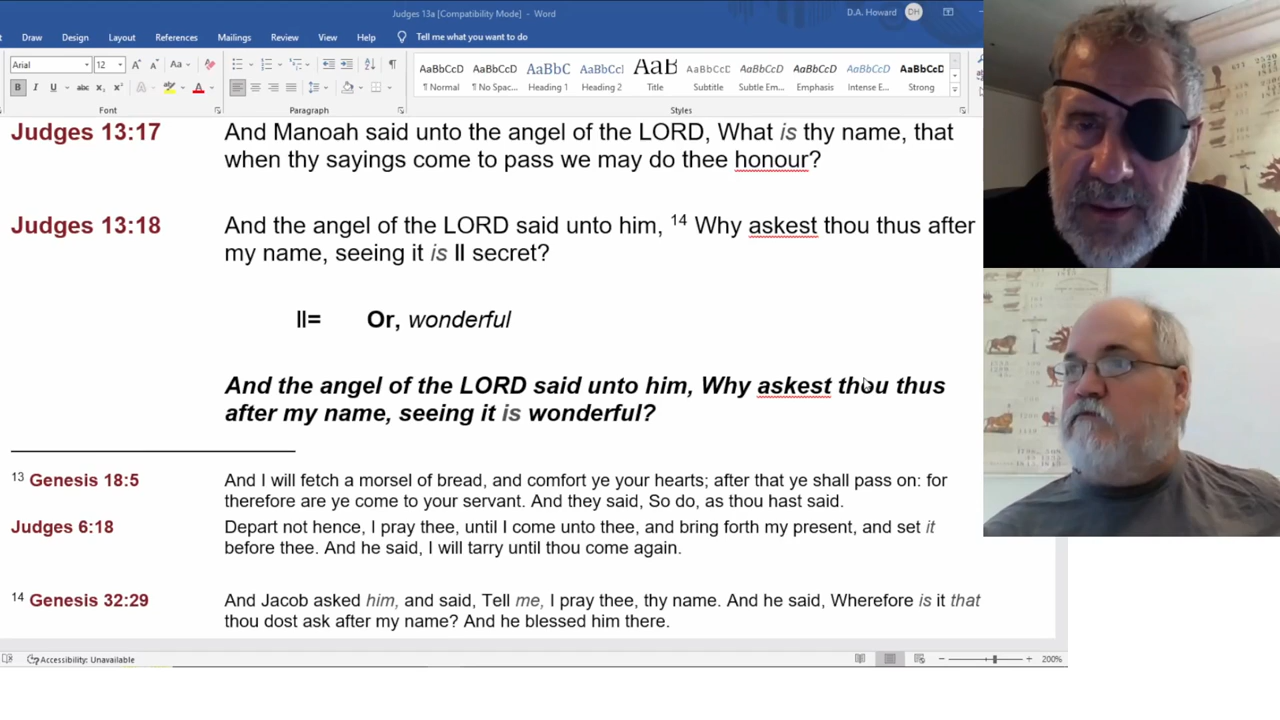 Judges 13a [Compatibility Mode] - Word
D.A. Howard DH
Draw Design Layout References Mailings Review View Help Tell me what you want to do
Arial 12 A A Aa
AaBbCcD AaBbCcD AaBbC AaBbCcl AaB AaBbCcD AaBbCcD AaBbCcD AaBbCcD AaBbCcD
B I U abc x₂ x² A A
¶ Normal ¶ No Spac... Heading 1 Heading 2 Title Subtitle Subtle Em... Emphasis Intense E... Strong
Font Paragraph Styles
Judges 13:17 And Manoah said unto the angel of the LORD, What is thy name, that
when thy sayings come to pass we may do thee honour?
Judges 13:18 And the angel of the LORD said unto him, 14 Why askest thou thus after
my name, seeing it is ll secret?
ll= Or, wonderful
And the angel of the LORD said unto him, Why askest thou thus
after my name, seeing it is wonderful?
13 Genesis 18:5 And I will fetch a morsel of bread, and comfort ye your hearts; after that ye shall pass on: for
therefore are ye come to your servant. And they said, So do, as thou hast said.
Judges 6:18 Depart not hence, I pray thee, until I come unto thee, and bring forth my present, and set it
before thee. And he said, I will tarry until thou come again.
14 Genesis 32:29 And Jacob asked him, and said, Tell me, I pray thee, thy name. And he said, Wherefore is it that
thou dost ask after my name? And he blessed him there.
Accessibility: Unavailable
200%